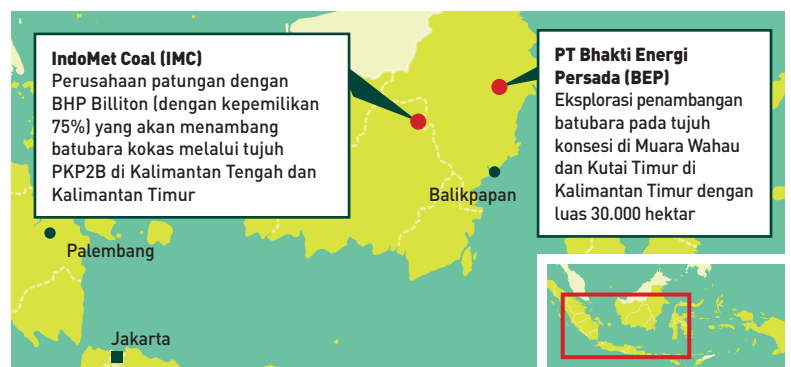 IndoMet Coal (IMC)
Perusahaan patungan dengan
BHP Billiton (dengan kepemilikan
75%) yang akan menambang
batubara kokas melalui tujuh
PKP2B di Kalimantan Tengah dan
Kalimantan Timur
PT Bhakti Energi
Persada (BEP)
Eksplorasi penambangan
batubara pada tujuh
konsesi di Muara Wahau
dan Kutai Timur di
Kalimantan Timur dengan
luas 30.000 hektar
Balikpapan
Palembang
Jakarta